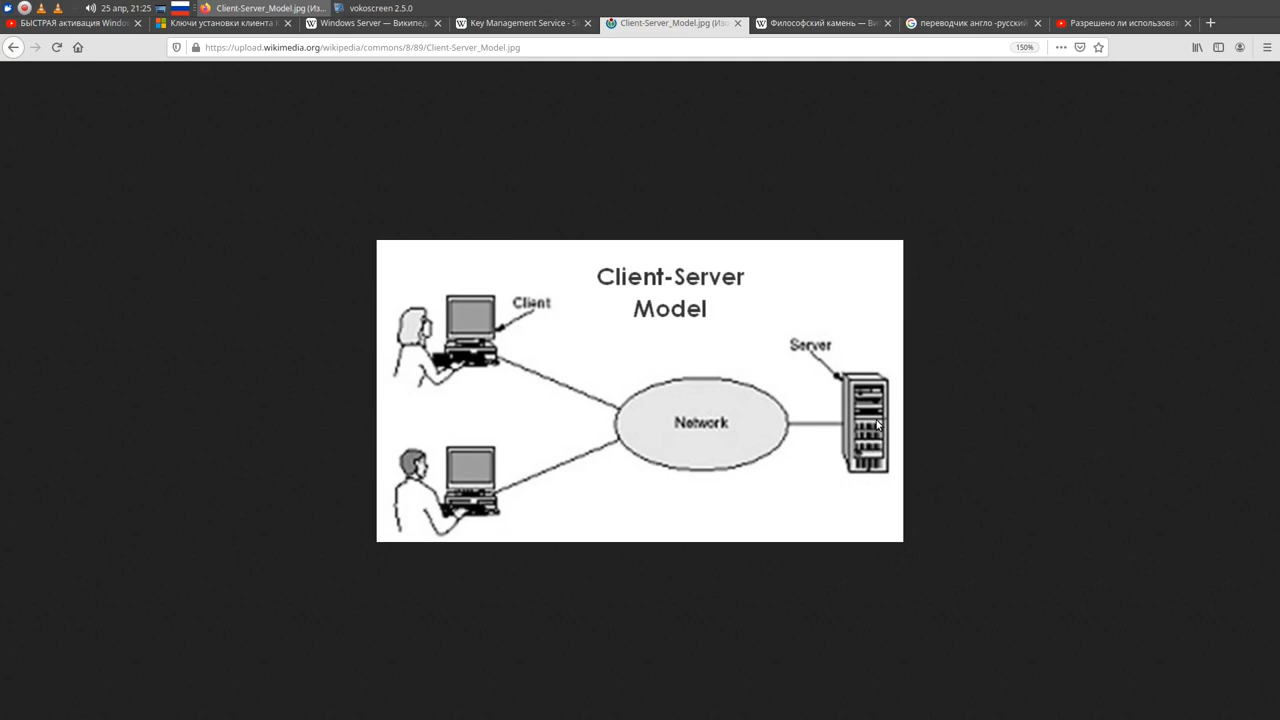 25 апр, 21:25
Client-Server_Model.jpg (Из...
vokoscreen 2.5.0
БЫСТРАЯ активация Windo
Ключи установки клиента K
Windows Server — Википед
Key Management Service - S
Client-Server_Model.jpg (Из
Философский камень — Ви
переводчик англо -русский
Разрешено ли использоват
https://upload.wikimedia.org/wikipedia/commons/8/89/Client-Server_Model.jpg
150%
Client-Server
Model
Client
Server
Network